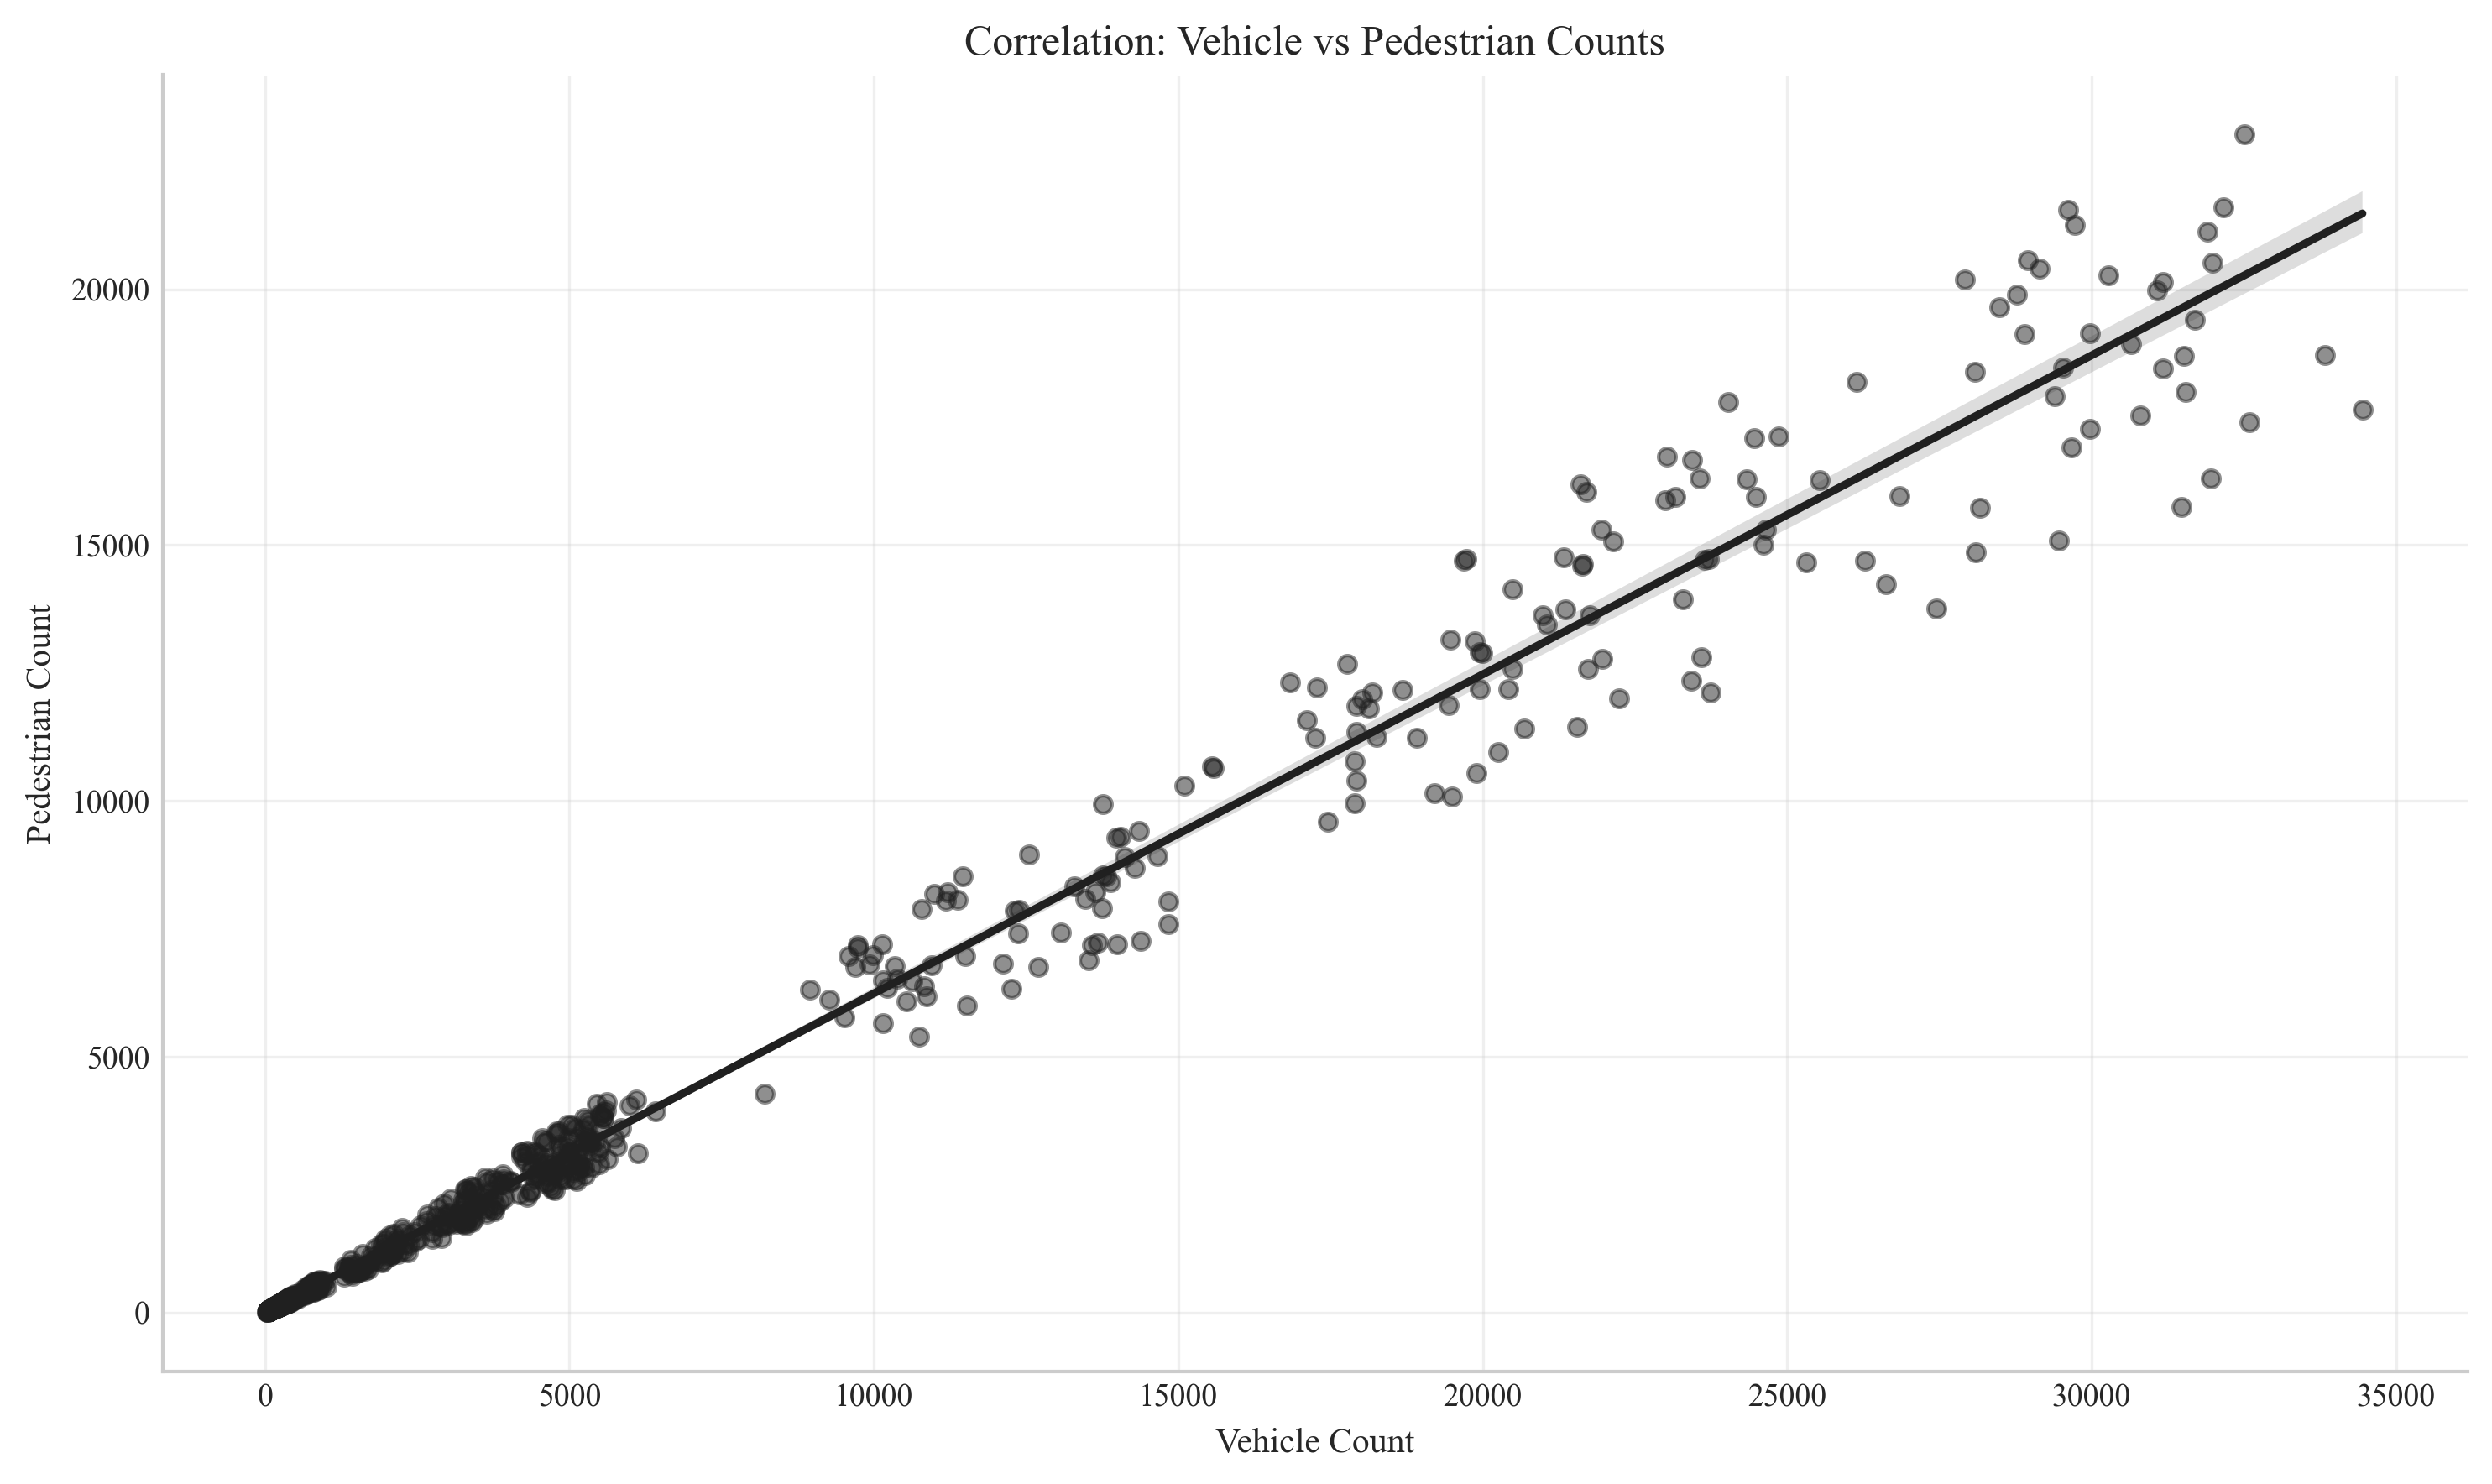 Correlation: Vehicle vs Pedestrian Counts
Pedestrian Count
20000
15000
10000
5000
0
0 5000 10000 15000 20000 25000 30000 35000
Vehicle Count